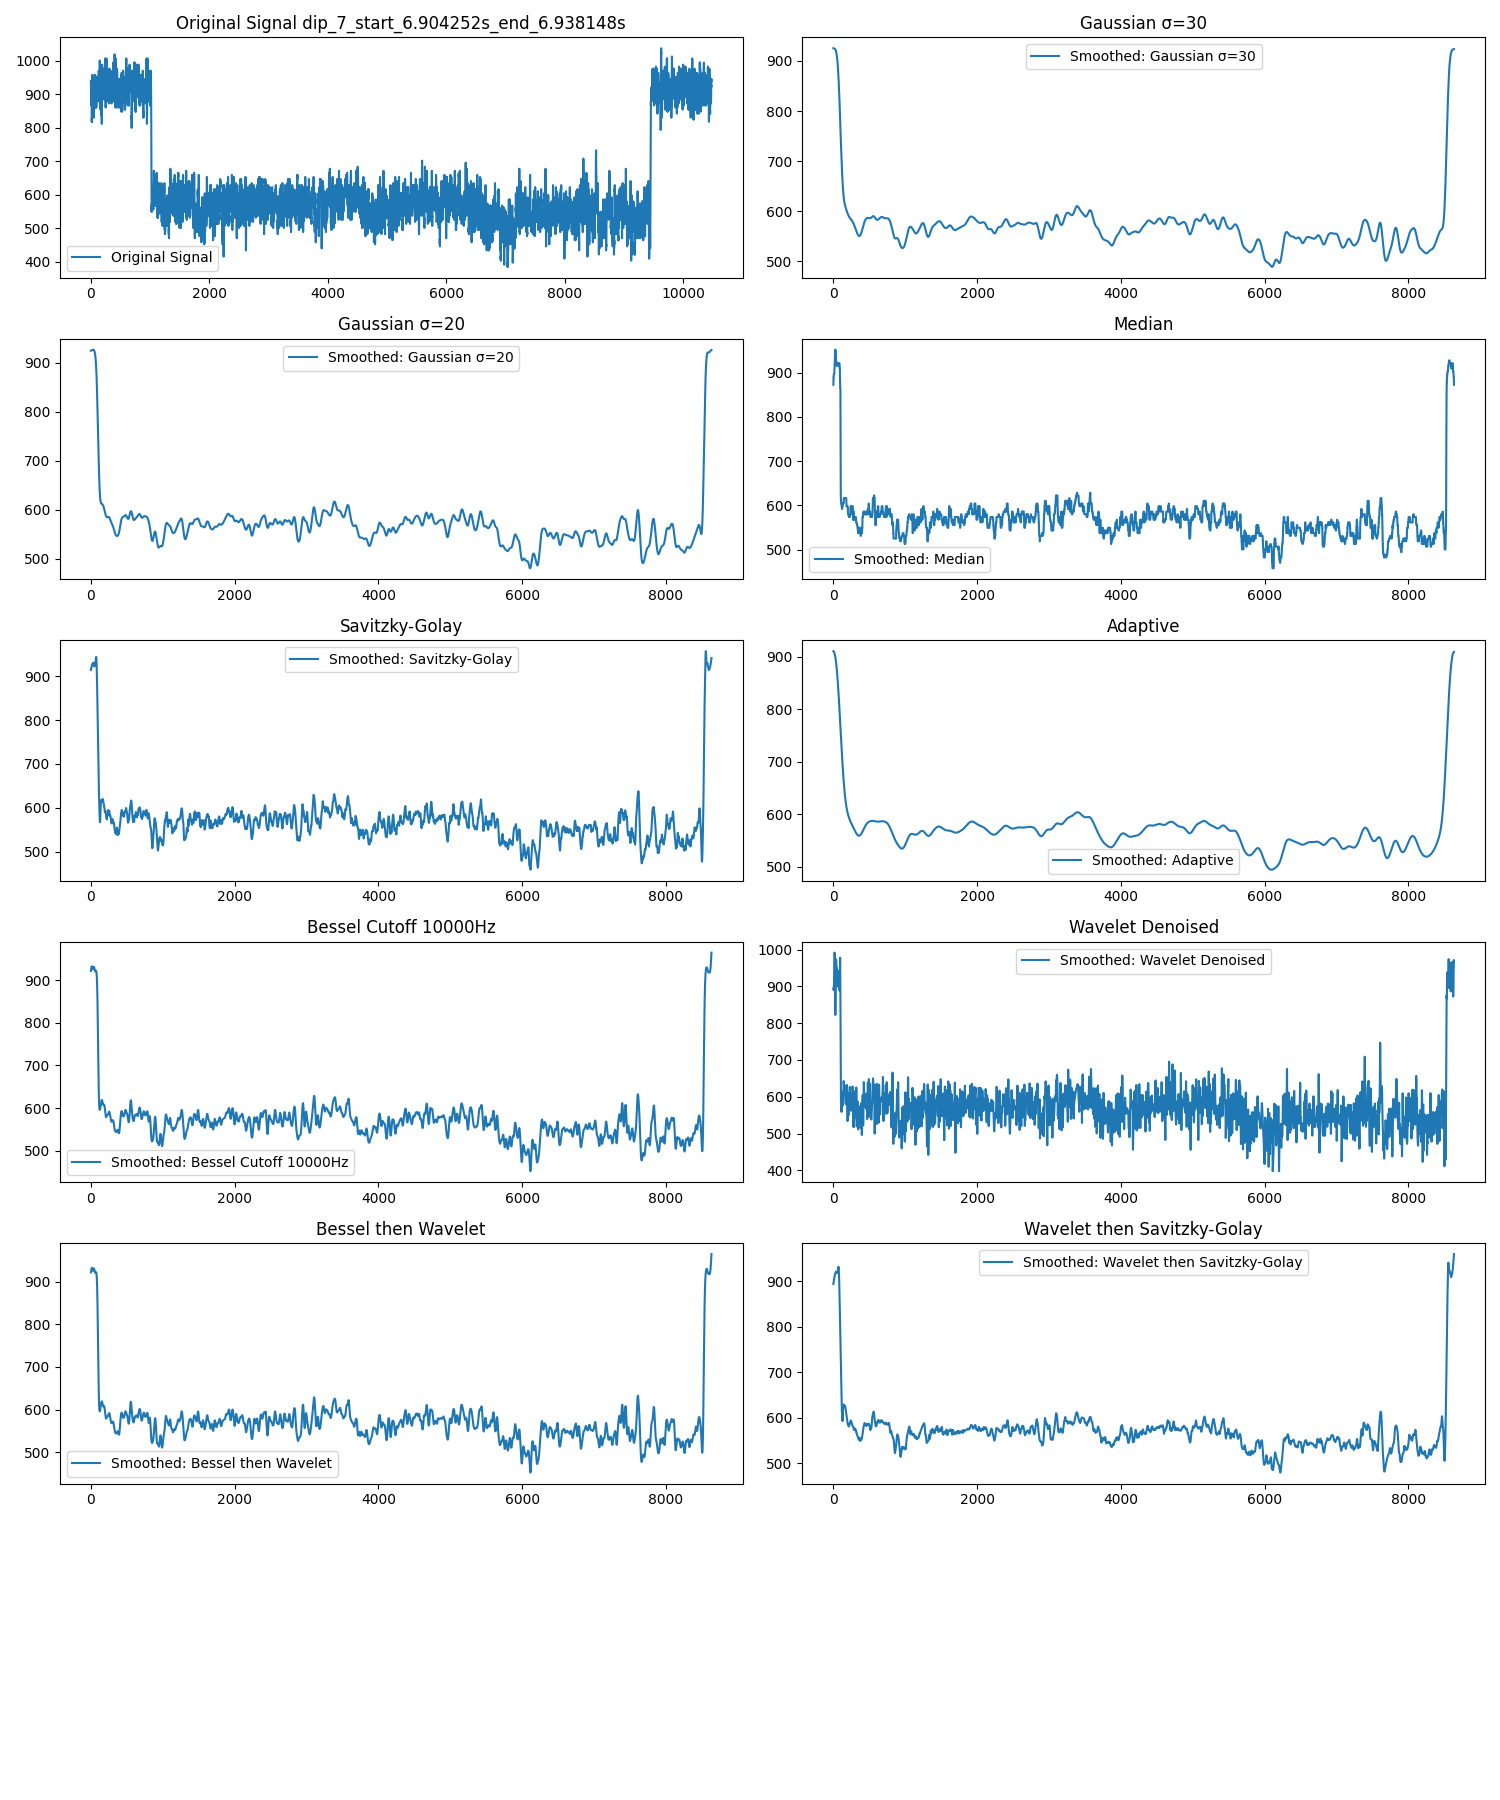 Original Signal dip_7_start_6.904252s_end_6.938148s
1000
900
800
700
600
500
400
Original Signal
0 2000 4000 6000 8000 10000
Gaussian σ=30
900
800
700
600
500
Smoothed: Gaussian σ=30
0 2000 4000 6000 8000
Gaussian σ=20
900
800
700
600
500
Smoothed: Gaussian σ=20
0 2000 4000 6000 8000
Median
900
800
700
600
500
Smoothed: Median
0 2000 4000 6000 8000
Savitzky-Golay
900
800
700
600
500
Smoothed: Savitzky-Golay
0 2000 4000 6000 8000
Adaptive
900
800
700
600
500
Smoothed: Adaptive
0 2000 4000 6000 8000
Bessel Cutoff 10000Hz
900
800
700
600
500
Smoothed: Bessel Cutoff 10000Hz
0 2000 4000 6000 8000
Wavelet Denoised
1000
900
800
700
600
500
400
Smoothed: Wavelet Denoised
0 2000 4000 6000 8000
Bessel then Wavelet
900
800
700
600
500
Smoothed: Bessel then Wavelet
0 2000 4000 6000 8000
Wavelet then Savitzky-Golay
900
800
700
600
500
Smoothed: Wavelet then Savitzky-Golay
0 2000 4000 6000 8000